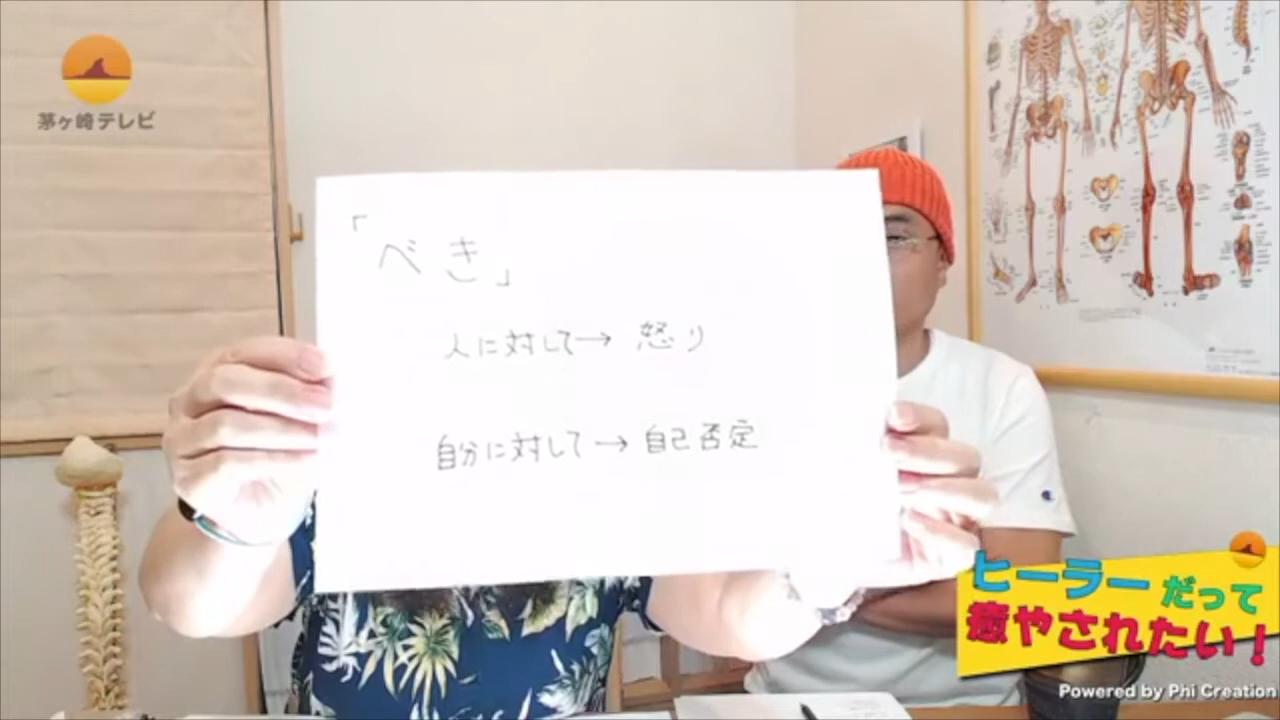 茅ヶ崎テレビ
「べき」
人に対して→怒り
自分に対して→自己否定
ヒーラーだって
癒やされたい！
Powered by Phi Creation